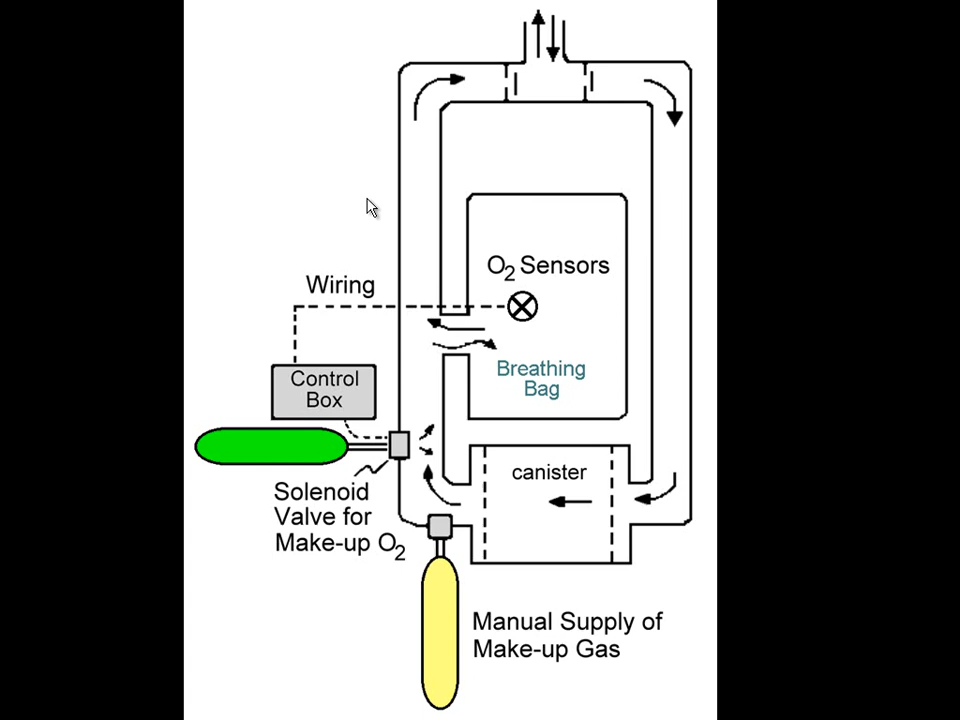 O2 Sensors
Wiring
Breathing
Bag
Control
Box
canister
Solenoid
Valve for
Make-up O2
Manual Supply of
Make-up Gas